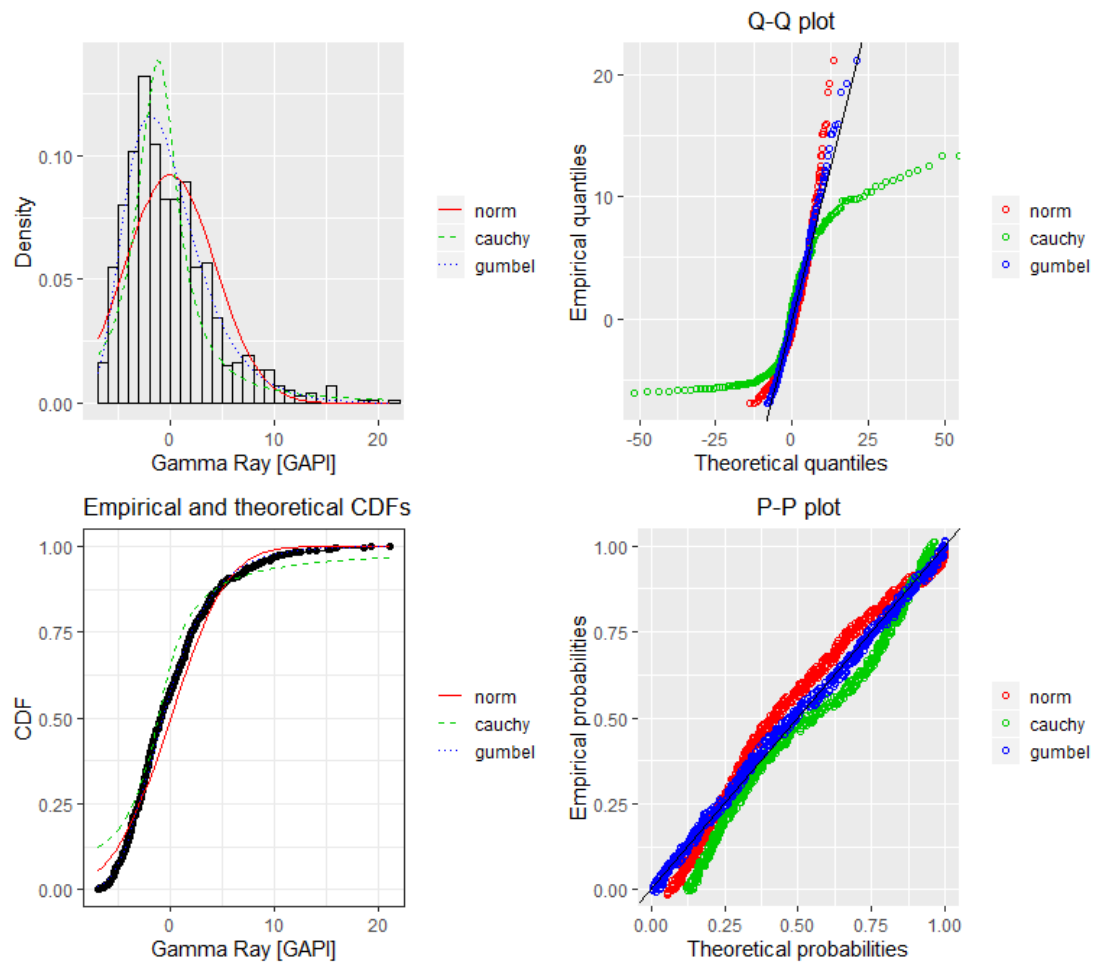 Density
0.10
0.05
0.00
0
10
20
Gamma Ray [GAPI]
norm
cauchy
gumbel
Q-Q plot
Empirical quantiles
20
10
0
-50
-25
0
25
50
Theoretical quantiles
norm
cauchy
gumbel
Empirical and theoretical CDFs
CDF
1.00
0.75
0.50
0.25
0.00
0
10
20
Gamma Ray [GAPI]
norm
cauchy
gumbel
P-P plot
Empirical probabilities
1.00
0.75
0.50
0.25
0.00
0.00
0.25
0.50
0.75
1.00
Theoretical probabilities
norm
cauchy
gumbel